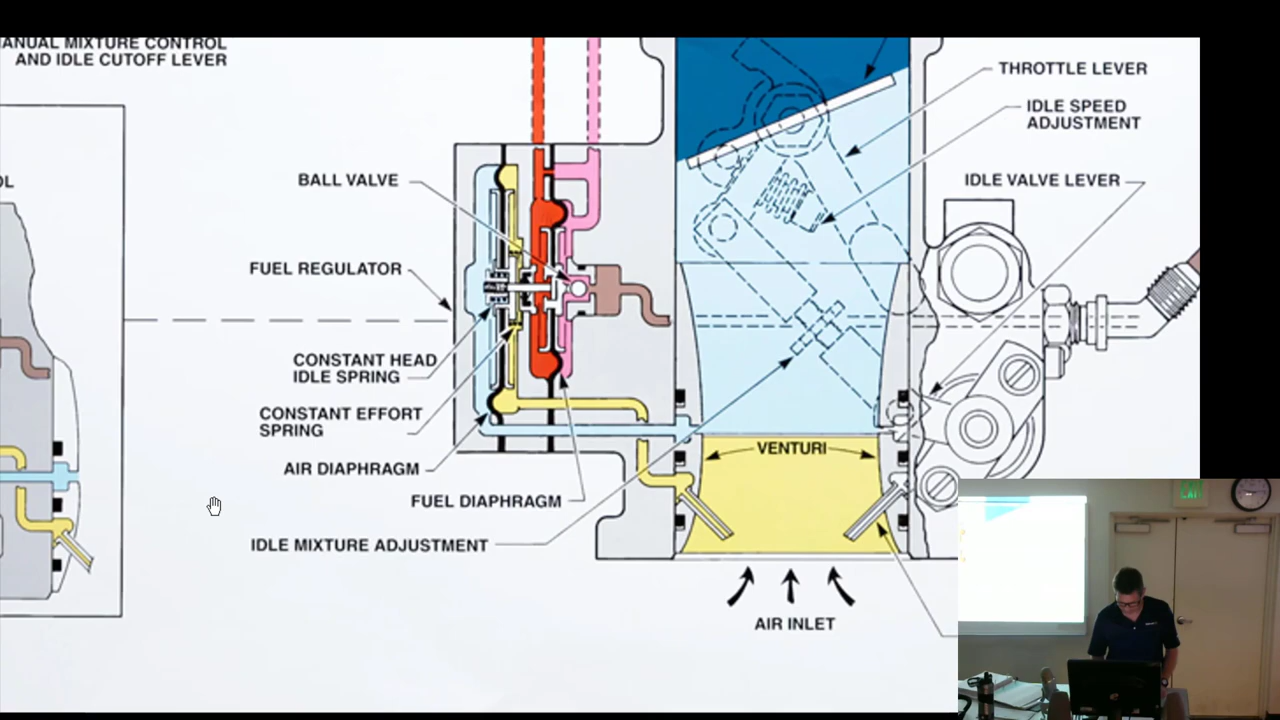 ANUAL MIXTURE CONTROL
AND IDLE CUTOFF LEVER
THROTTLE LEVER
IDLE SPEED
ADJUSTMENT
BALL VALVE
IDLE VALVE LEVER
OL
FUEL REGULATOR
CONSTANT HEAD
IDLE SPRING
CONSTANT EFFORT
SPRING
VENTURI
AIR DIAPHRAGM
FUEL DIAPHRAGM
IDLE MIXTURE ADJUSTMENT
AIR INLET
EXIT